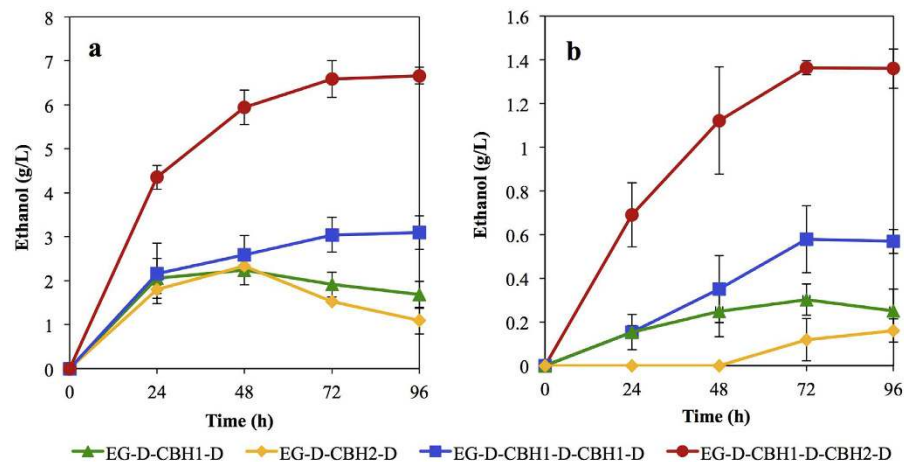 a
Ethanol (g/L)
8
7
6
5
4
3
2
1
0
0 24 48 72 96
Time (h)
b
Ethanol (g/L)
1.6
1.4
1.2
1
0.8
0.6
0.4
0.2
0
0 24 48 72 96
Time (h)
EG-D-CBH1-D EG-D-CBH2-D EG-D-CBH1-D-CBH1-D EG-D-CBH1-D-CBH2-D